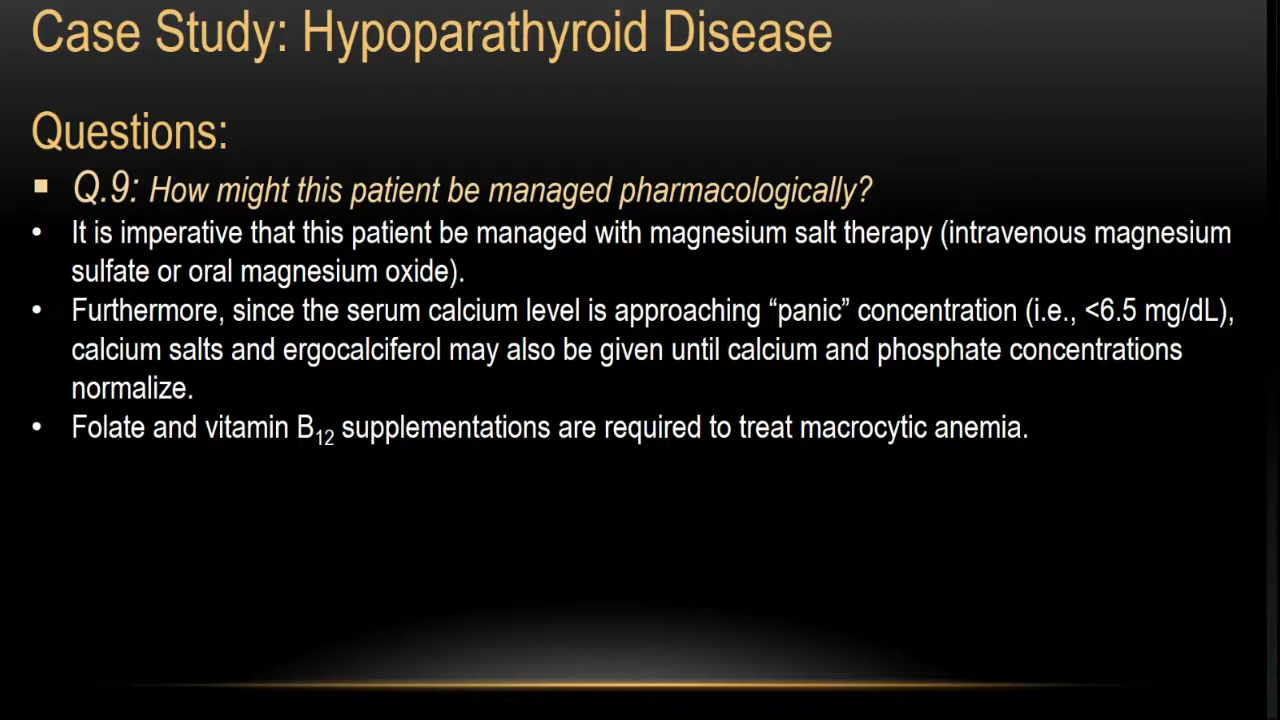 Case Study: Hypoparathyroid Disease
Questions:
▪ Q.9: How might this patient be managed pharmacologically?
• It is imperative that this patient be managed with magnesium salt therapy (intravenous magnesium
sulfate or oral magnesium oxide).
• Furthermore, since the serum calcium level is approaching “panic” concentration (i.e., <6.5 mg/dL),
calcium salts and ergocalciferol may also be given until calcium and phosphate concentrations
normalize.
• Folate and vitamin B₁₂ supplementations are required to treat macrocytic anemia.